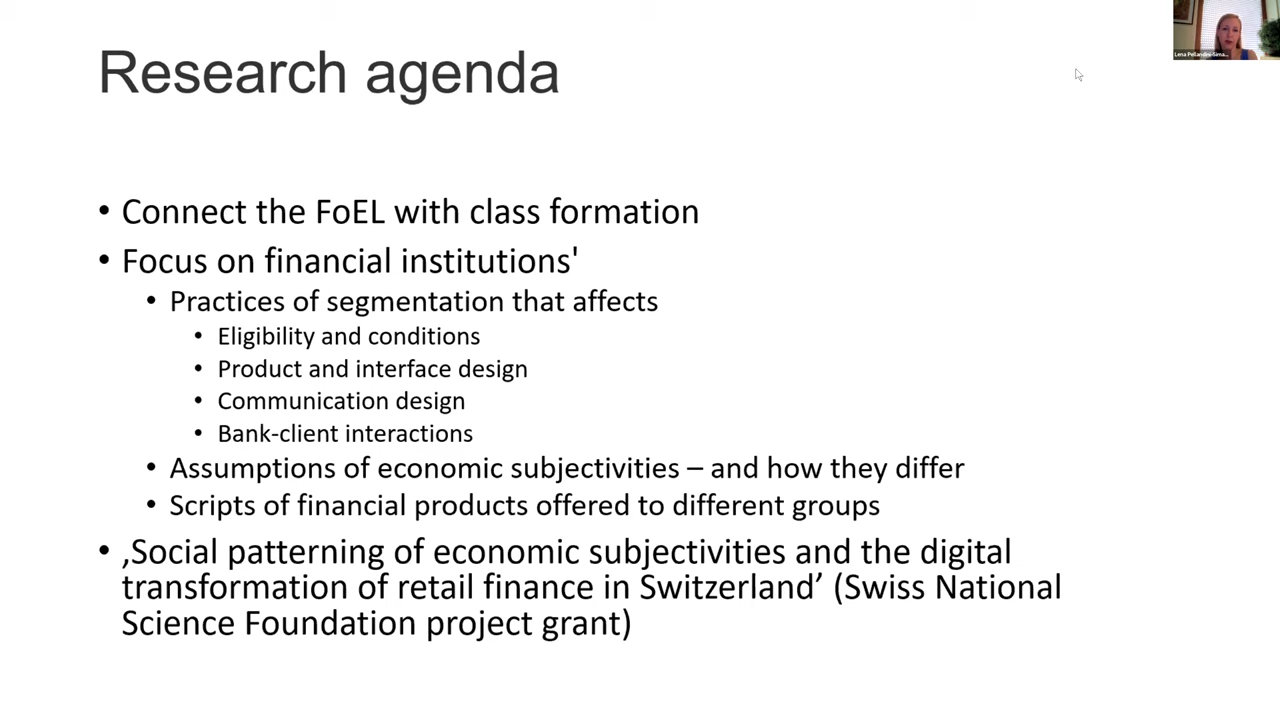 Research agenda
Lena Pellandini-Sima...
• Connect the FoEL with class formation
• Focus on financial institutions'
• Practices of segmentation that affects
• Eligibility and conditions
• Product and interface design
• Communication design
• Bank-client interactions
• Assumptions of economic subjectivities – and how they differ
• Scripts of financial products offered to different groups
• ‚Social patterning of economic subjectivities and the digital
transformation of retail finance in Switzerland’ (Swiss National
Science Foundation project grant)